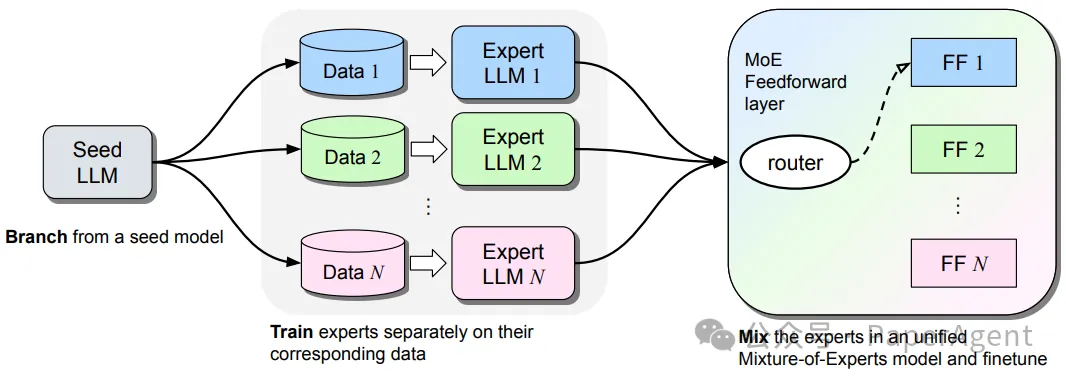 Seed
LLM
Branch from a seed model
Data 1
Expert
LLM 1
Data 2
Expert
LLM 2
⋮
Data N
Expert
LLM N
Train experts separately on their
corresponding data
MoE
Feedforward
layer
router
FF 1
FF 2
⋮
FF N
Mix the experts in an unified
Mixture-of-Experts model and finetune
公众号 · PaperAgent